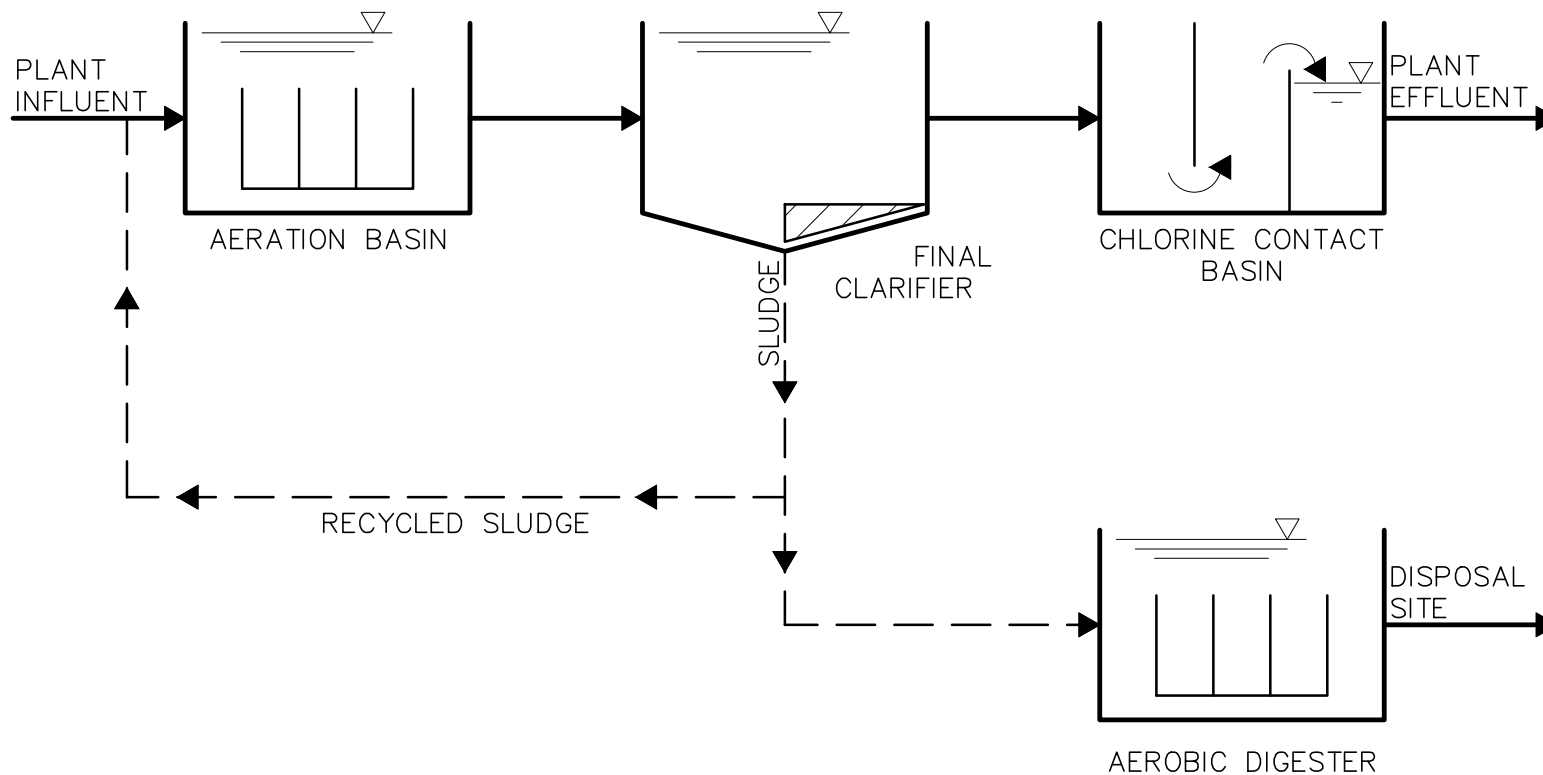 PLANT
INFLUENT
AERATION BASIN
SLUDGE
FINAL
CLARIFIER
CHLORINE CONTACT
BASIN
PLANT
EFFLUENT
RECYCLED SLUDGE
DISPOSAL
SITE
AEROBIC DIGESTER